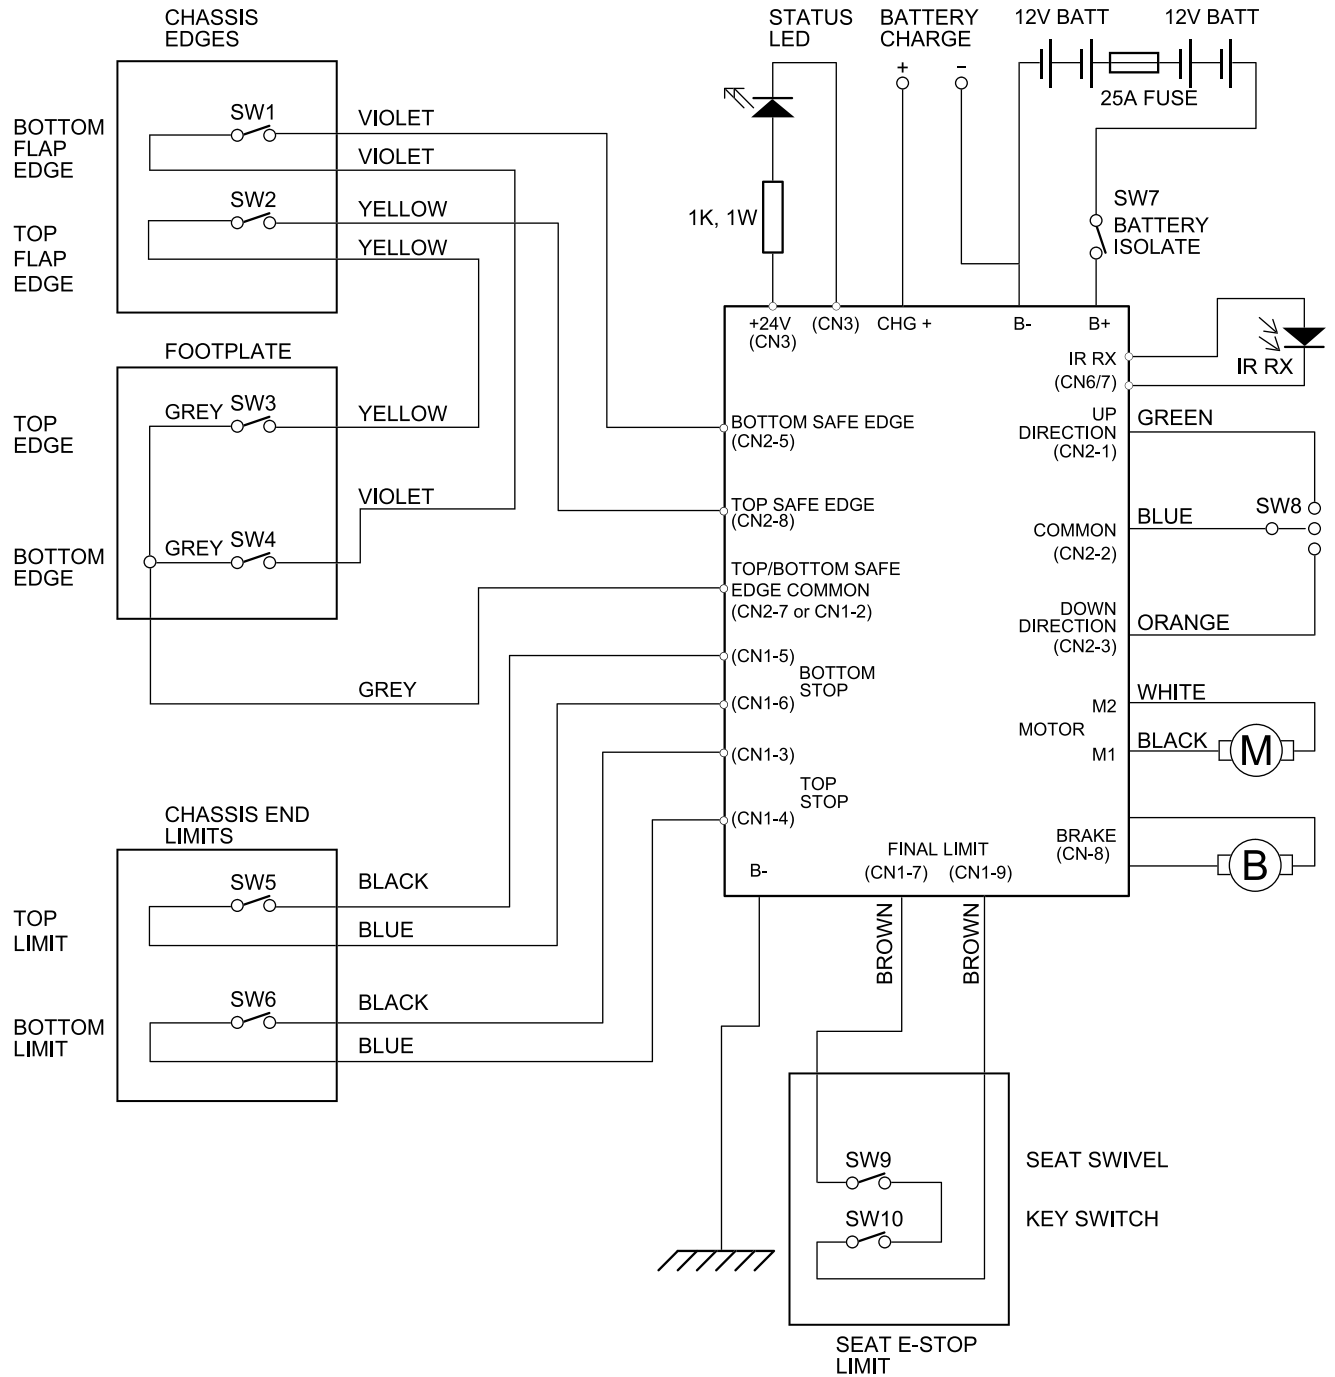 CHASSIS
EDGES
STATUS
LED
BATTERY
CHARGE
12V BATT
12V BATT
+
−
25A FUSE
BOTTOM
FLAP
EDGE
SW1
VIOLET
VIOLET
TOP
FLAP
EDGE
SW2
YELLOW
YELLOW
1K, 1W
SW7
BATTERY
ISOLATE
FOOTPLATE
TOP
EDGE
GREY
SW3
YELLOW
BOTTOM
EDGE
GREY
SW4
VIOLET
GREY
+24V
(CN3)
(CN3)
CHG +
B-
B+
IR RX
(CN6/7)
IR RX
BOTTOM SAFE EDGE
(CN2-5)
UP
DIRECTION
(CN2-1)
GREEN
TOP SAFE EDGE
(CN2-8)
COMMON
(CN2-2)
BLUE
SW8
TOP/BOTTOM SAFE
EDGE COMMON
(CN2-7 or CN1-2)
DOWN
DIRECTION
(CN2-3)
ORANGE
(CN1-5)
BOTTOM
STOP
(CN1-6)
M2
WHITE
MOTOR
M1
BLACK
M
(CN1-3)
TOP
STOP
(CN1-4)
BRAKE
(CN-8)
B
B-
FINAL LIMIT
(CN1-7)
(CN1-9)
CHASSIS END
LIMITS
TOP
LIMIT
SW5
BLACK
BLUE
BOTTOM
LIMIT
SW6
BLACK
BLUE
BROWN
BROWN
SW9
SEAT SWIVEL
SW10
KEY SWITCH
SEAT E-STOP
LIMIT